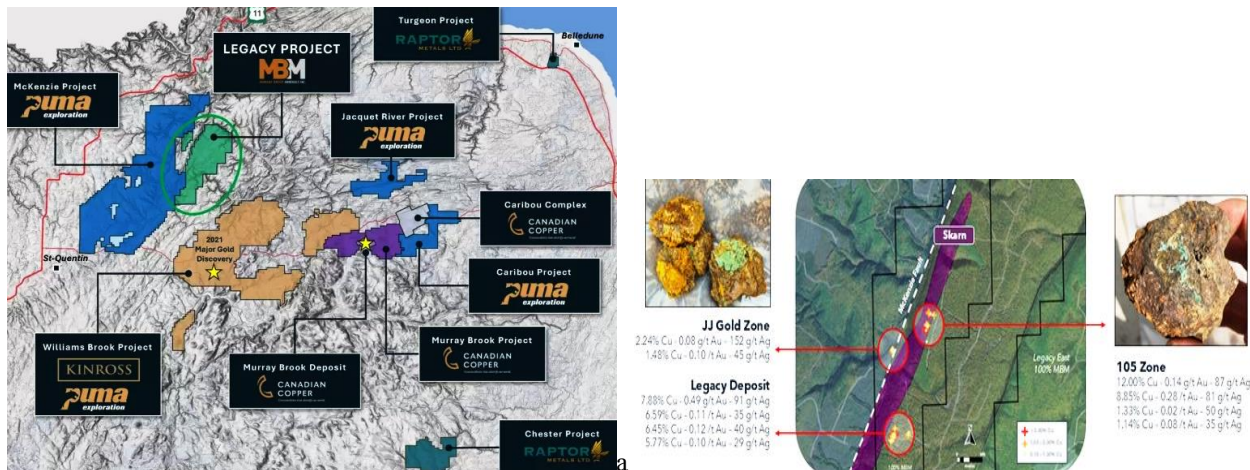 11
Turgeon Project
RAPTOR
METALS LTD
Belledune
LEGACY PROJECT
MBM
McKenzie Project
Puma
exploration
Jacquet River Project
Puma
exploration
Caribou Complex
CANADIAN
COPPER
2021
Major Gold
Discovery
St-Quentin
Caribou Project
Puma
exploration
Williams Brook Project
KINROSS
Puma
exploration
Murray Brook Deposit
CANADIAN
COPPER
Murray Brook Project
CANADIAN
COPPER
Chester Project
RAPTOR
METALS LTD
a
Skarn
McKenzie Fault
JJ Gold Zone
2.24% Cu - 0.08 g/t Au - 152 g/t Ag
1.48% Cu - 0.10 /t Au - 45 g/t Ag
Legacy Deposit
7.88% Cu - 0.49 g/t Au - 91 g/t Ag
6.59% Cu - 0.11 /t Au - 35 g/t Ag
6.45% Cu - 0.12 /t Au - 40 g/t Ag
5.77% Cu - 0.10 /t Au - 29 g/t Ag
Legacy East
100% MBM
100% MBM
105 Zone
12.00% Cu - 0.14 g/t Au - 87 g/t Ag
8.85% Cu - 0.28 /t Au - 81 g/t Ag
1.33% Cu - 0.02 /t Au - 50 g/t Ag
1.14% Cu - 0.08 /t Au - 35 g/t Ag